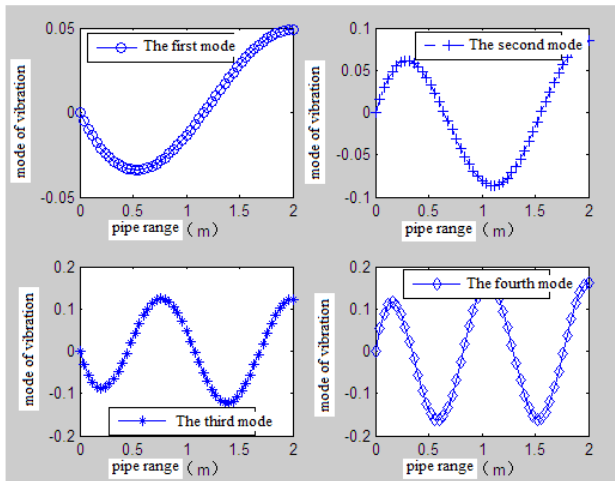 0.05
The first mode
mode of vibration
0
-0.05
0 0.5 1 1.5 2
pipe range （m）
0.1
The second mode
0.05
mode of vibration
0
-0.05
-0.1
0 0.5 1 1.5 2
pipe range （m）
0.2
0.1
mode of vibration
0
-0.1
The third mode
-0.2
0 0.5 1 1.5 2
pipe range （m）
0.2
The fourth mode
0.1
mode of vibration
0
-0.1
-0.2
0 0.5 1 1.5 2
pipe range （m）